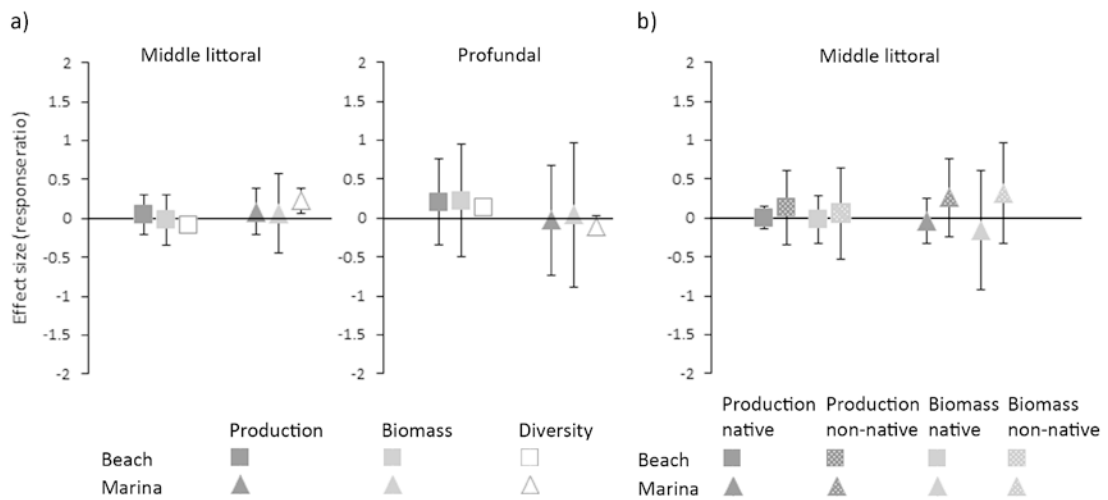 a)
Middle littoral
Profundal
Effect size (responseratio)
2
1.5
1
0.5
0
-0.5
-1
-1.5
-2
2
1.5
1
0.5
0
-0.5
-1
-1.5
-2
Production Biomass Diversity
Beach
Marina
b)
Middle littoral
2
1.5
1
0.5
0
-0.5
-1
-1.5
-2
Production Production Biomass Biomass
native non-native native non-native
Beach
Marina